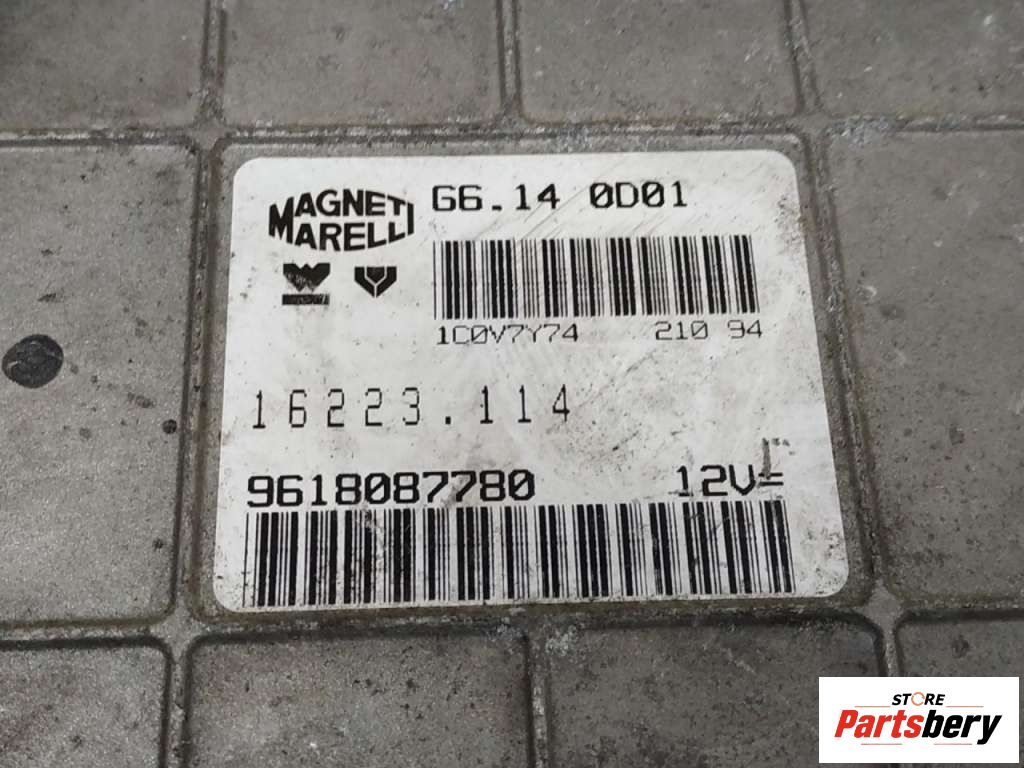 MAGNETI
MARELLI
G6.14 0D01
1C0V7Y74 210 94
16223.114
9618087780 12V=
STORE
Partsbery